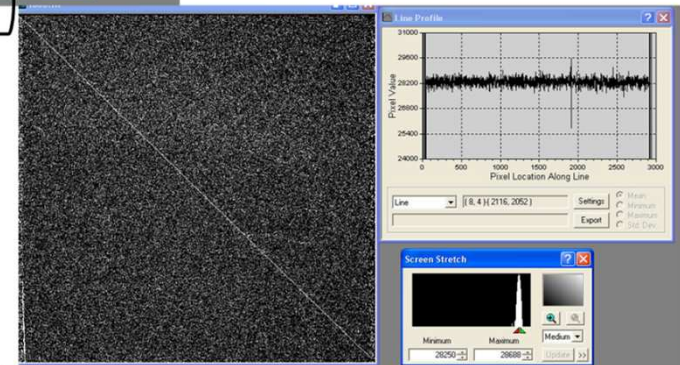 Line Profile
31000
29600
28200
26800
25400
24000
Pixel Value
0 500 1000 1500 2000 2500 3000
Pixel Location Along Line
Line ( 8, 4 )( 2116, 2052 ) Settings
Export
Mean
Minimum
Maximum
Std. Dev.
Screen Stretch
Minimum Maximum
28250 28688
Medium
Update >>